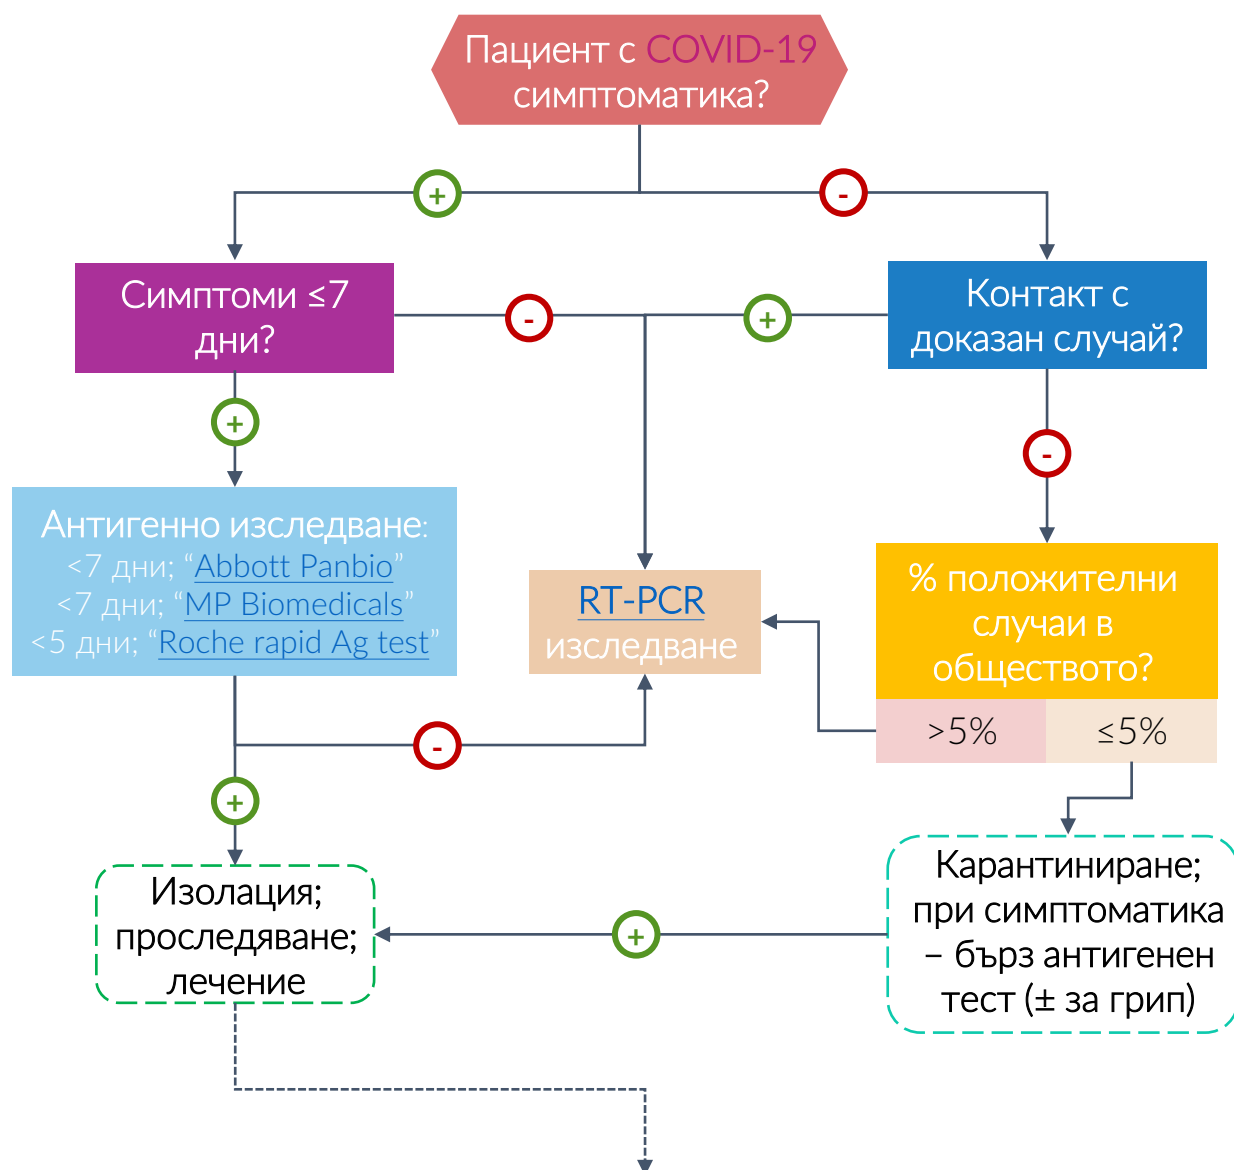 Пациент с COVID-19
симптоматика?
+
-
Симптоми ≤7
дни?
-
+
Контакт с
доказан случай?
+
-
Антигенно изследване:
<7 дни; “Abbott Panbio”
<7 дни; “MP Biomedicals”
<5 дни; “Roche rapid Ag test”
RT-PCR
изследване
% положителни
случаи в
обществото?
>5%
≤5%
-
+
Изолация;
проследяване;
лечение
+
Карантиниране;
при симптоматика
– бърз антигенен
тест (± за грип)